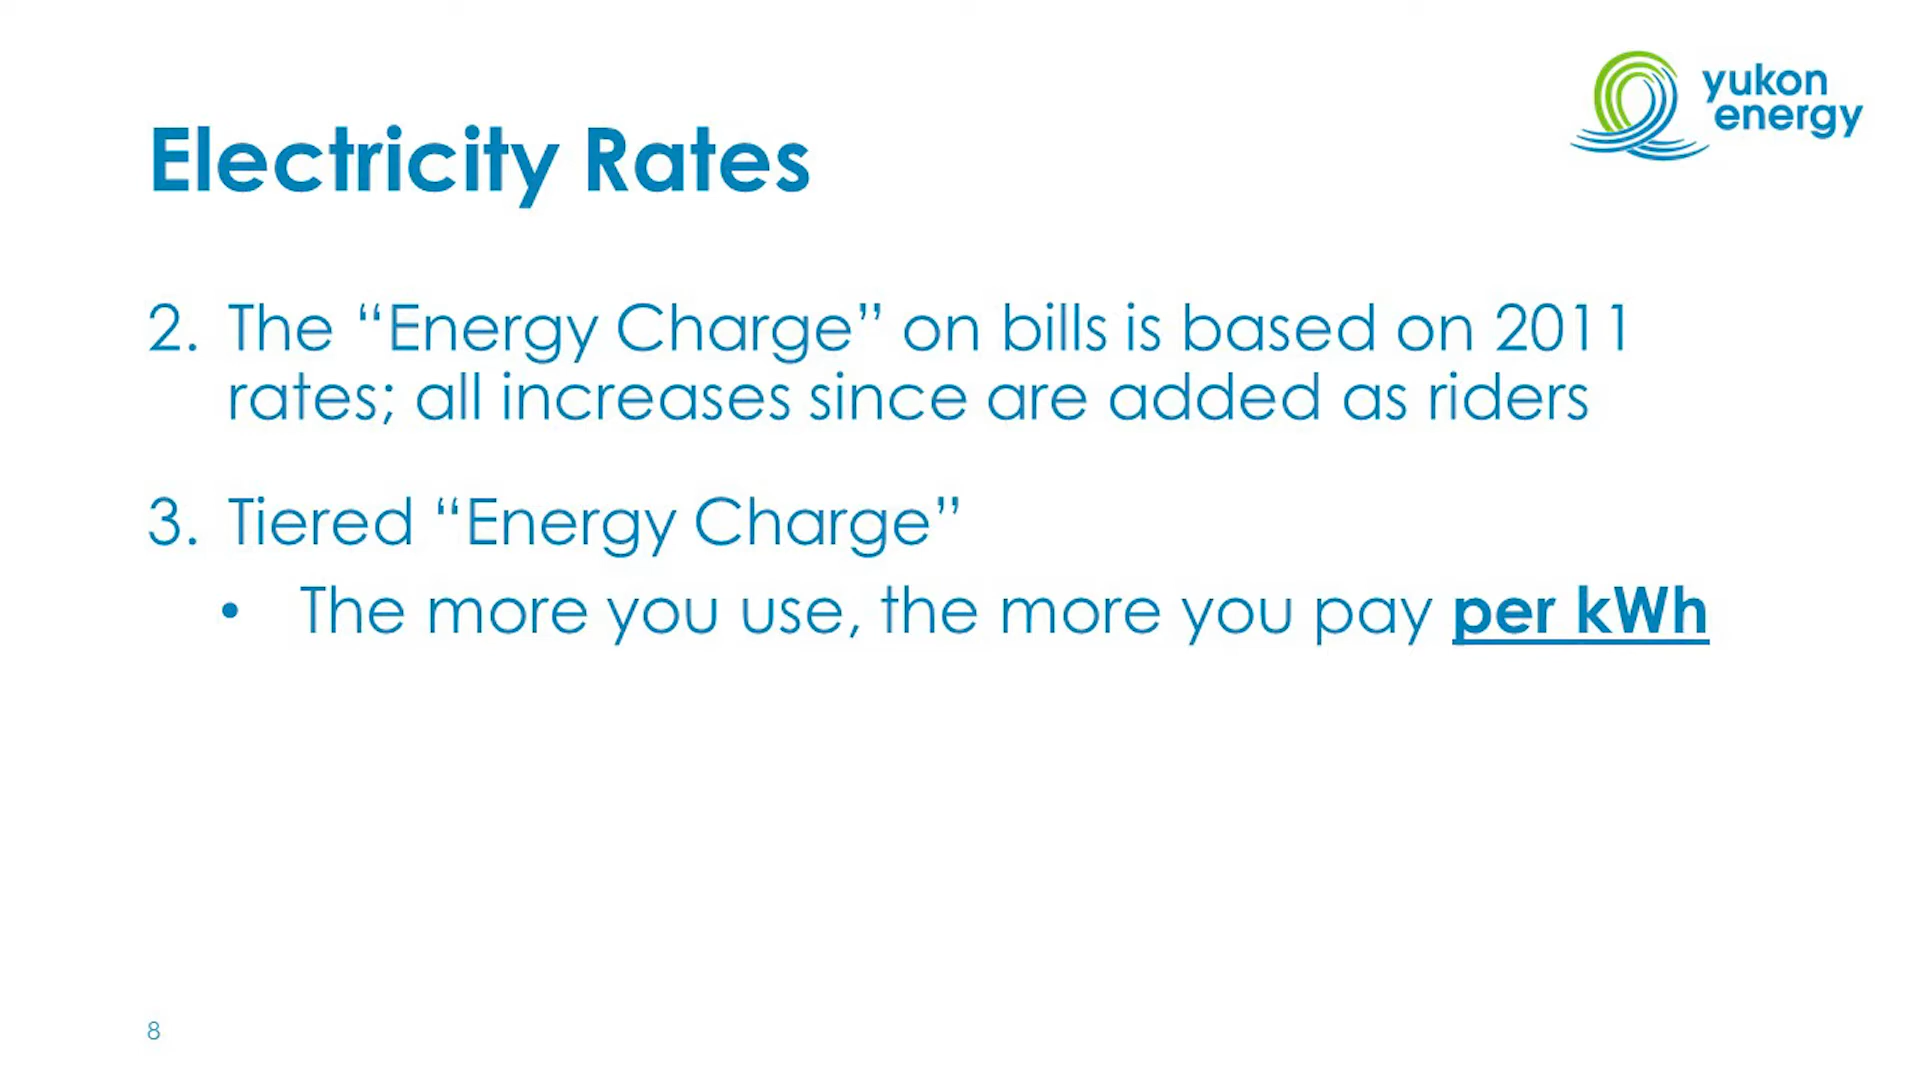 yukon
energy
Electricity Rates
2. The “Energy Charge” on bills is based on 2011
rates; all increases since are added as riders
3. Tiered “Energy Charge”
• The more you use, the more you pay per kWh
8